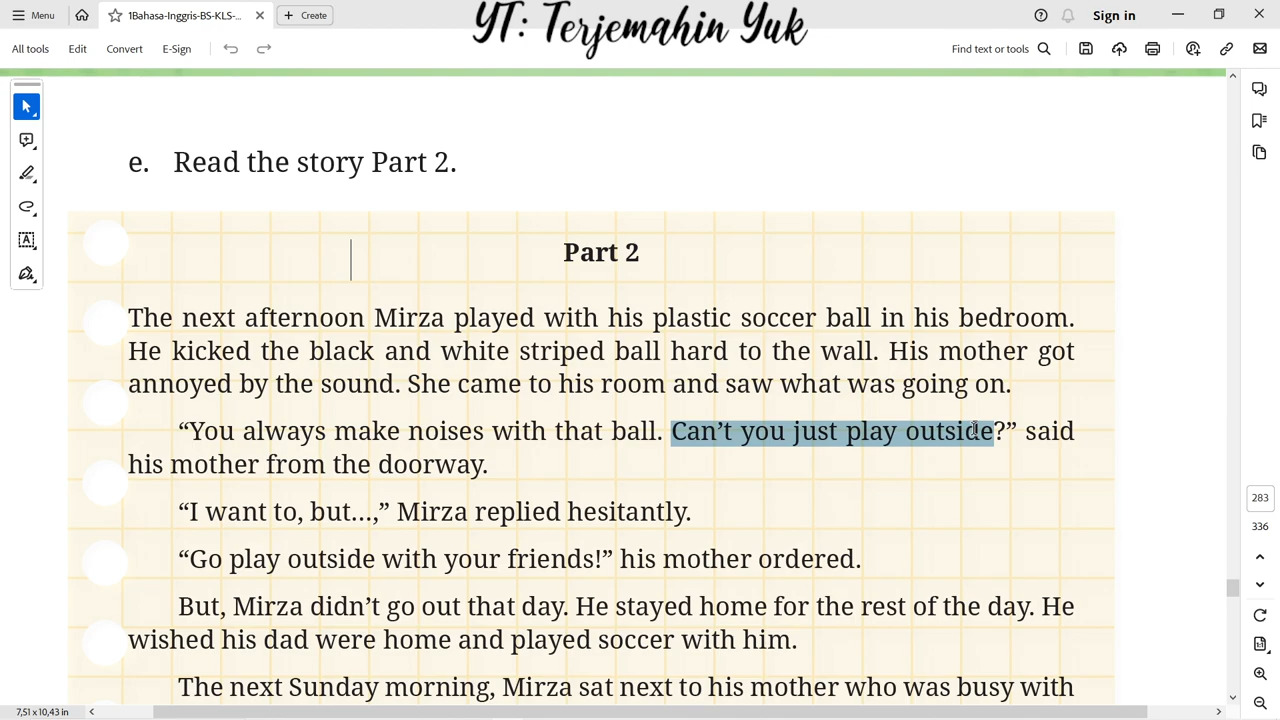 YT: Terjemahin Yuk
Menu
1Bahasa-Inggris-BS-KLS-...
Create
Sign in
All tools
Edit
Convert
E-Sign
Find text or tools
e. Read the story Part 2.
Part 2
The next afternoon Mirza played with his plastic soccer ball in his bedroom.
He kicked the black and white striped ball hard to the wall. His mother got
annoyed by the sound. She came to his room and saw what was going on.
“You always make noises with that ball. Can’t you just play outside?” said
his mother from the doorway.
“I want to, but...,” Mirza replied hesitantly.
“Go play outside with your friends!” his mother ordered.
But, Mirza didn’t go out that day. He stayed home for the rest of the day. He
wished his dad were home and played soccer with him.
The next Sunday morning, Mirza sat next to his mother who was busy with
283
336
7,51 x 10,43 in